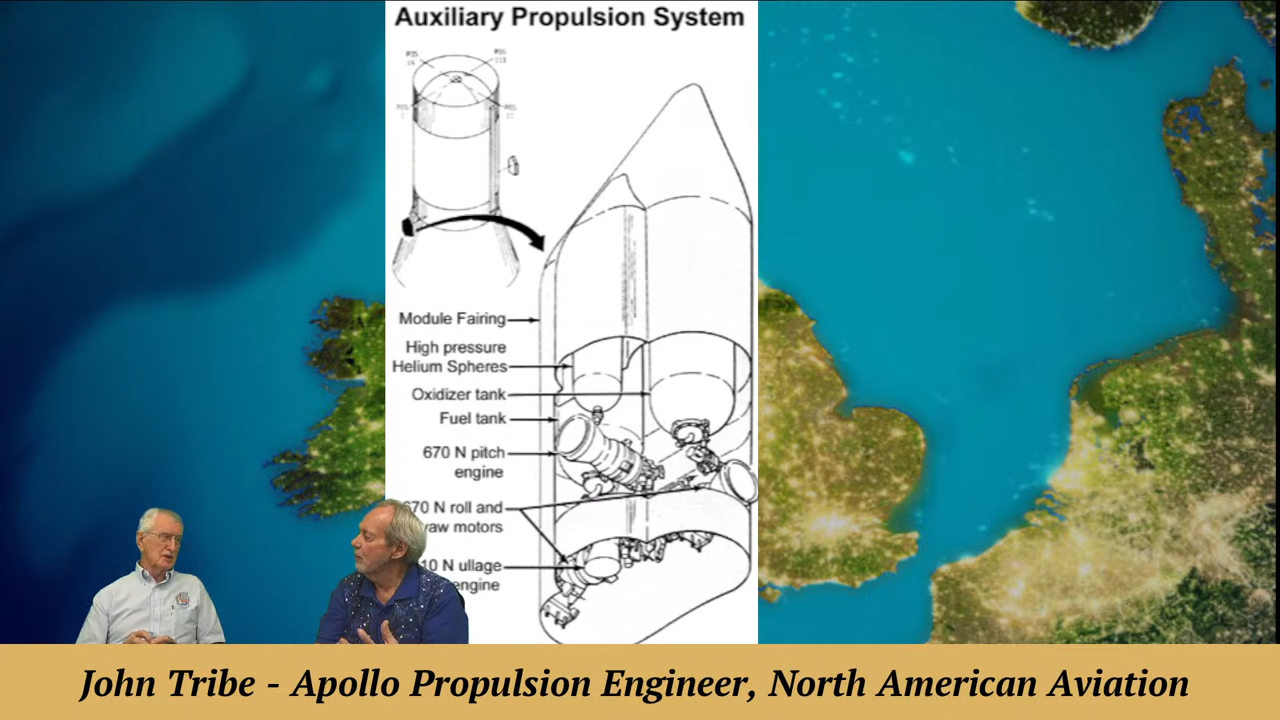 Auxiliary Propulsion System
Module Fairing
High pressure
Helium Spheres
Oxidizer tank
Fuel tank
670 N pitch
engine
670 N roll and
yaw motors
10 N ullage
engine
John Tribe - Apollo Propulsion Engineer, North American Aviation